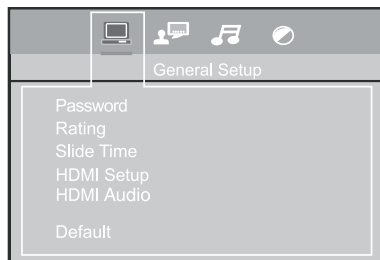 General Setup
Password
Rating
Slide Time
HDMI Setup
HDMI Audio
Default